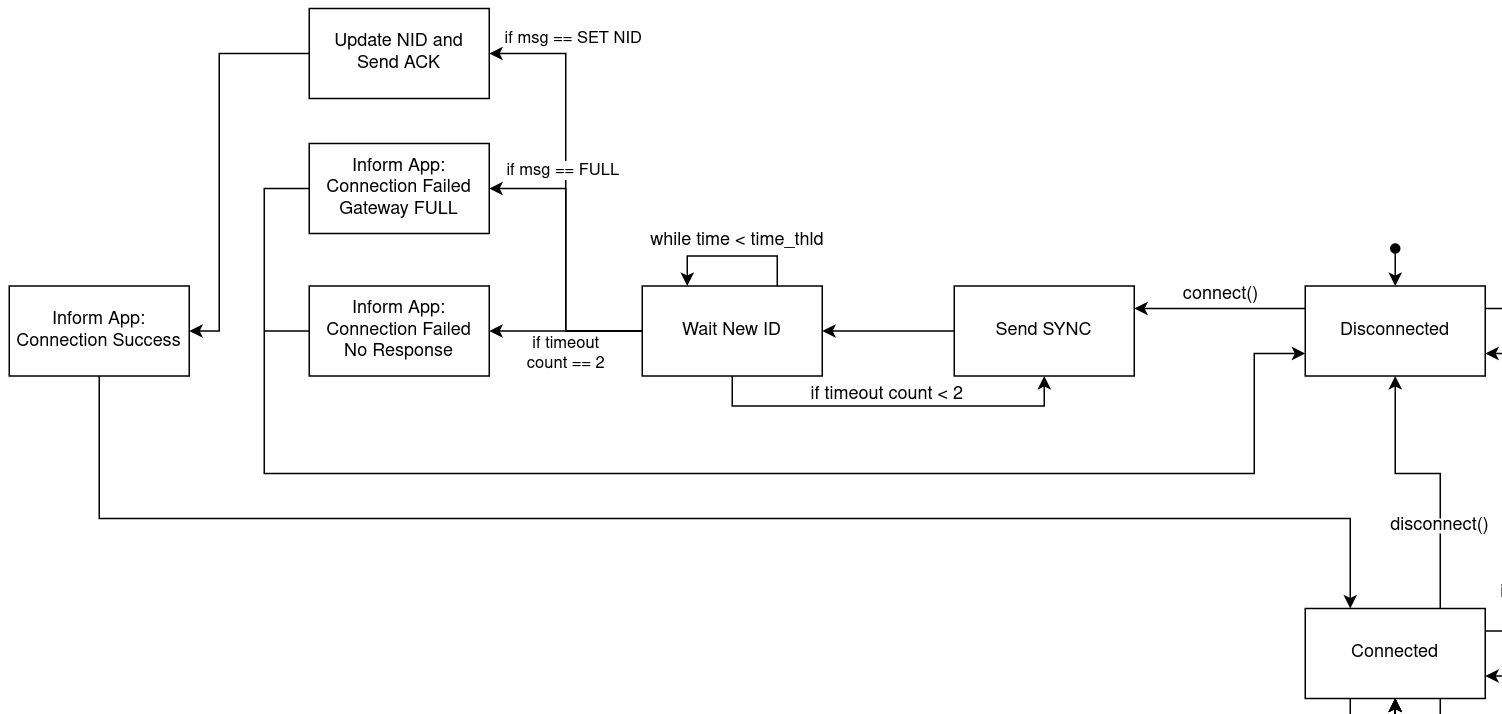 Update NID and
Send ACK
if msg == SET NID
Inform App:
Connection Failed
Gateway FULL
if msg == FULL
while time < time_thld
Inform App:
Connection Success
Inform App:
Connection Failed
No Response
if timeout
count == 2
Wait New ID
Send SYNC
connect()
Disconnected
if timeout count < 2
disconnect()
Connected